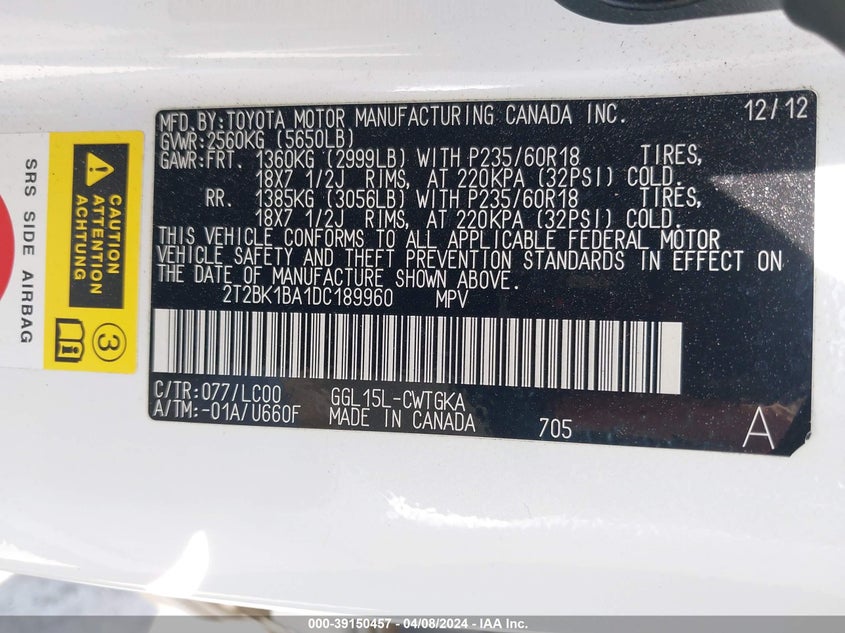 MFD.BY:TOYOTA MOTOR MANUFACTURING CANADA INC. 12/12
GVWR:2560KG (5650LB)
GAWR:FRT. 1360KG (2999LB) WITH P235/60R18 TIRES,
18X7 1/2J RIMS, AT 220KPA (32PSI) COLD.
RR. 1385KG (3056LB) WITH P235/60R18 TIRES,
18X7 1/2J RIMS, AT 220KPA (32PSI) COLD.
THIS VEHICLE CONFORMS TO ALL APPLICABLE FEDERAL MOTOR
VEHICLE SAFETY AND THEFT PREVENTION STANDARDS IN EFFECT ON
THE DATE OF MANUFACTURE SHOWN ABOVE.
2T2BK1BA1DC189960 MPV
C/TR:077/LC00 GGL15L-CWTGKA
A/TM:-01A/U660F MADE IN CANADA 705 A
SRS SIDE AIRBAG
CAUTION
ATTENTION
ACHTUNG
3
000-39150457 - 04/08/2024 - IAA Inc.